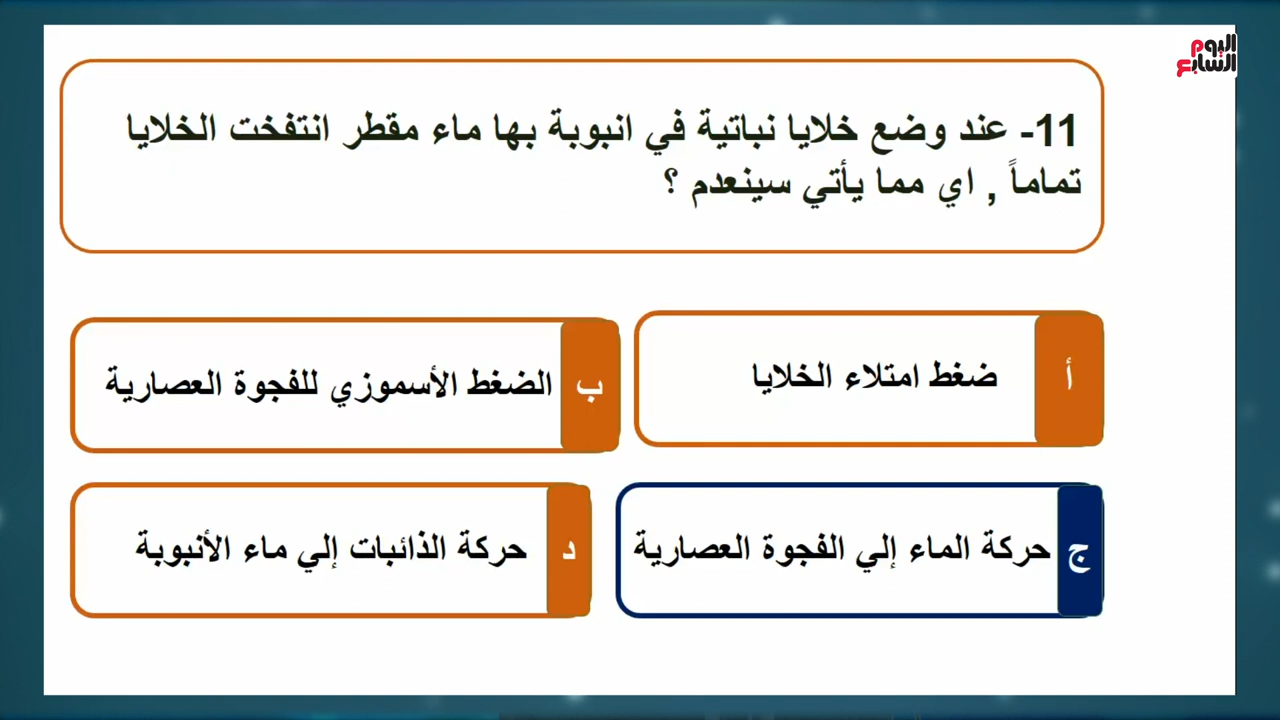 اليوم
السابع
11- عند وضع خلايا نباتية في انبوبة بها ماء مقطر انتفخت الخلايا
تماماً , اي مما يأتي سينعدم ؟
أ
ضغط امتلاء الخلايا
ب
الضغط الأسموزي للفجوة العصارية
ج
حركة الماء إلي الفجوة العصارية
د
حركة الذائبات إلي ماء الأنبوبة